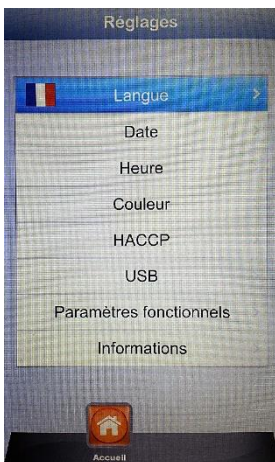 Réglages
Langue
Date
Heure
Couleur
HACCP
USB
Paramètres fonctionnels
Informations
Accueil